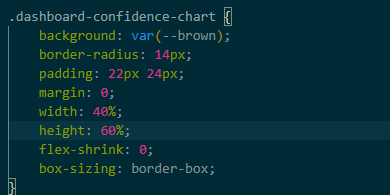 .dashboard-confidence-chart {
    background: var(--brown);
    border-radius: 14px;
    padding: 22px 24px;
    margin: 0;
    width: 40%;
    height: 60%;
    flex-shrink: 0;
    box-sizing: border-box;
}